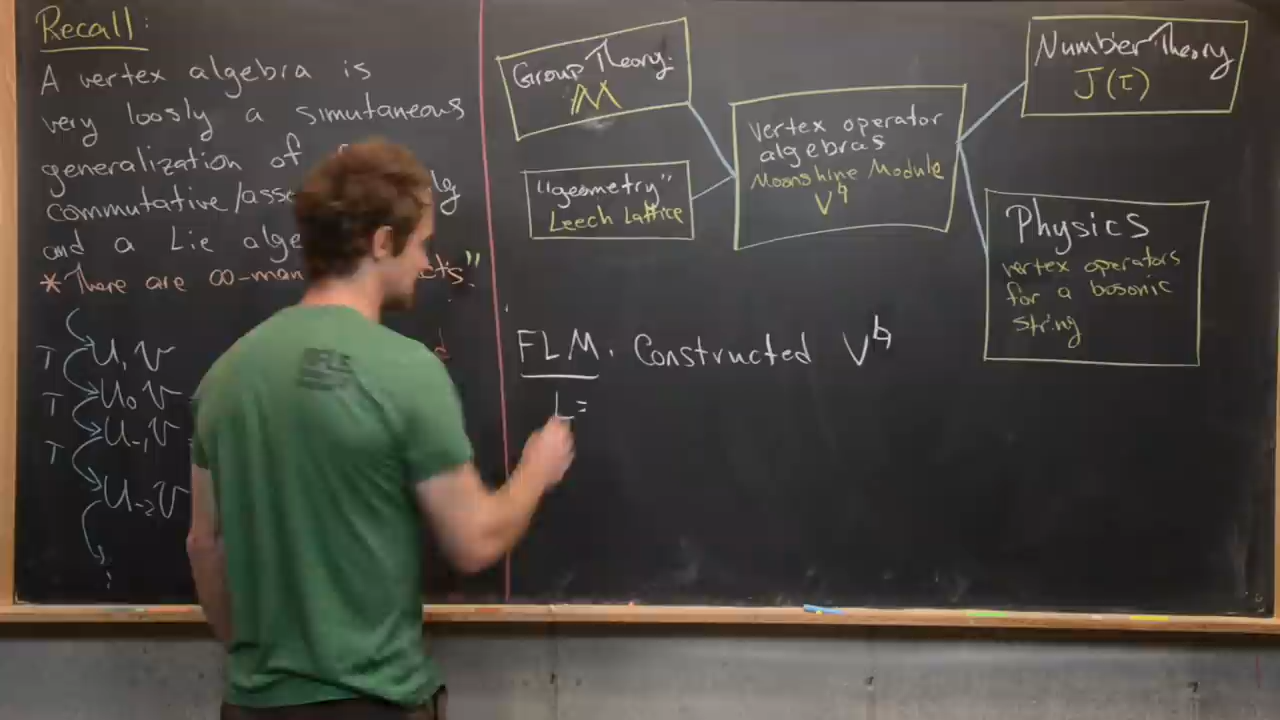 Recall:
A vertex algebra is
very loosly a simutaneous
generalization of
commutative/asso
and a Lie alge
*There are ∞-man cts."
T U₁V
T U₀V
T U₋₁V
U₋₂V
⋮
Group Theory:
𝕄
"geometry"
Leech Lattice
Vertex operator
algebras
Moonshine Module
V♮
Number Theory
J(τ)
Physics
vertex operators
for a bosonic
string
FLM. Constructed V♮
L=